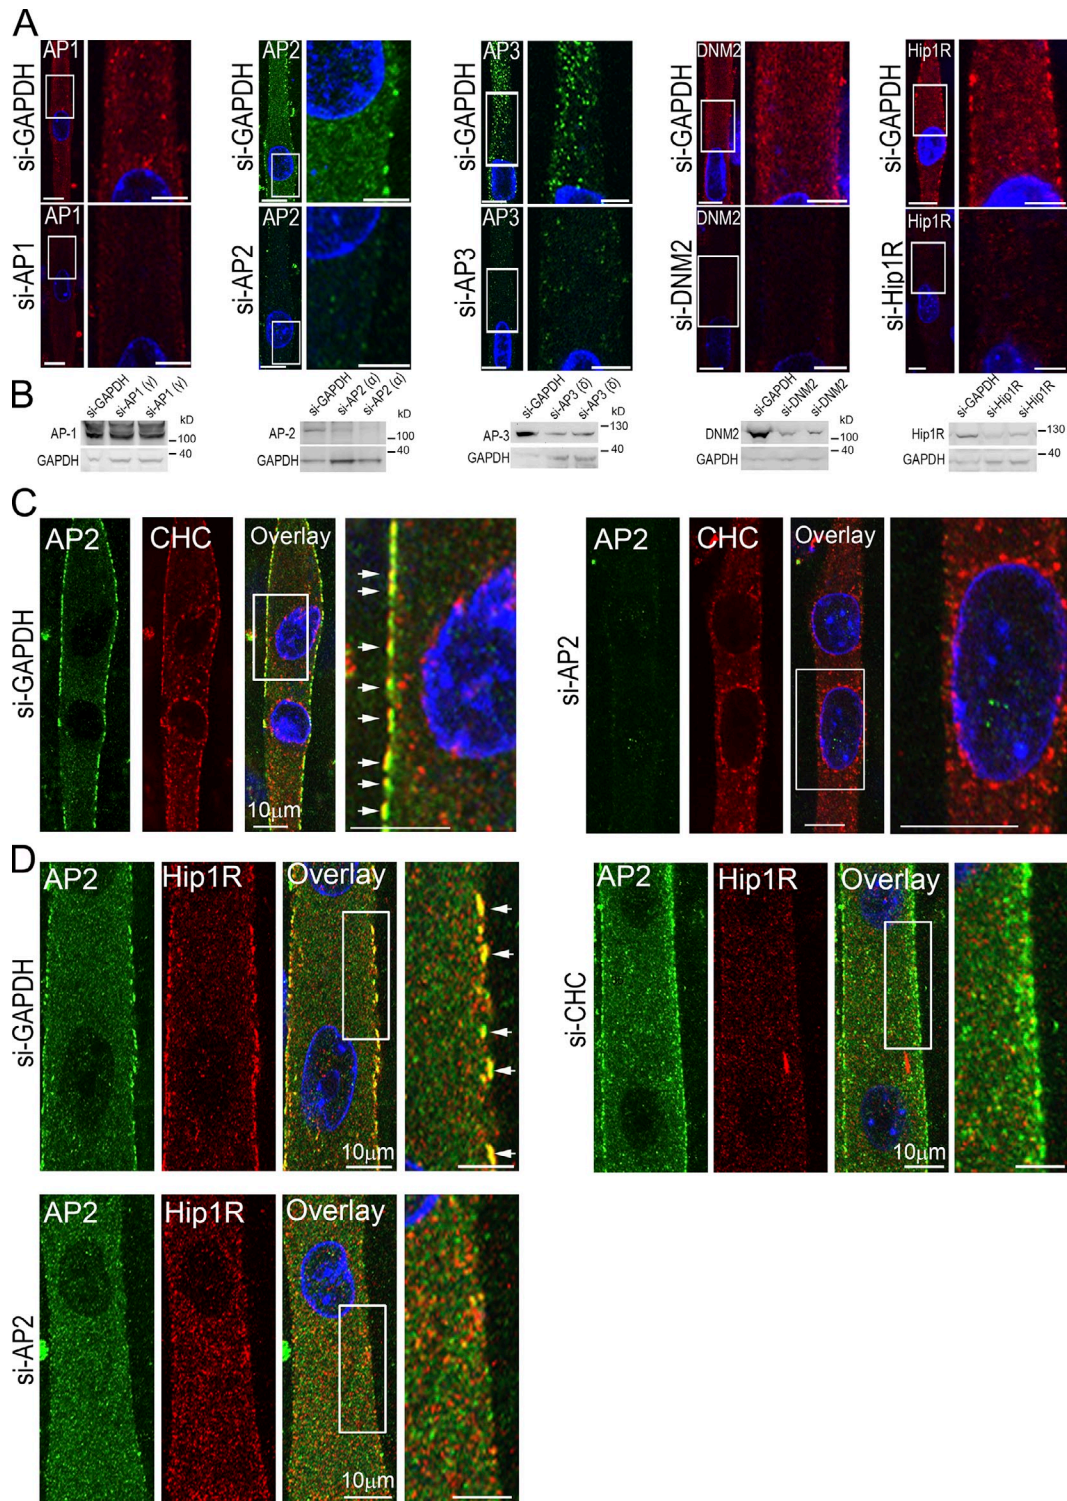 A
si-GAPDH
AP1
si-GAPDH
AP2
si-GAPDH
AP3
si-GAPDH
DNM2
si-GAPDH
Hip1R
si-AP1
AP1
si-AP2
AP2
si-AP3
AP3
si-DNM2
DNM2
si-Hip1R
Hip1R
B
si-GAPDH
si-AP1 (γ)
si-AP1 (γ)
kD
AP-1
100
GAPDH
40
si-GAPDH
si-AP2 (α)
si-AP2 (α)
kD
AP-2
100
GAPDH
40
si-GAPDH
si-AP3 (δ)
si-AP3 (δ)
kD
AP-3
130
GAPDH
40
si-GAPDH
si-DNM2
si-DNM2
kD
DNM2
100
GAPDH
40
si-GAPDH
si-Hip1R
si-Hip1R
kD
Hip1R
130
GAPDH
40
C
si-GAPDH
AP2
CHC
Overlay
10μm
si-AP2
AP2
CHC
Overlay
D
si-GAPDH
AP2
Hip1R
Overlay
10μm
si-CHC
AP2
Hip1R
Overlay
10μm
si-AP2
AP2
Hip1R
Overlay
10μm